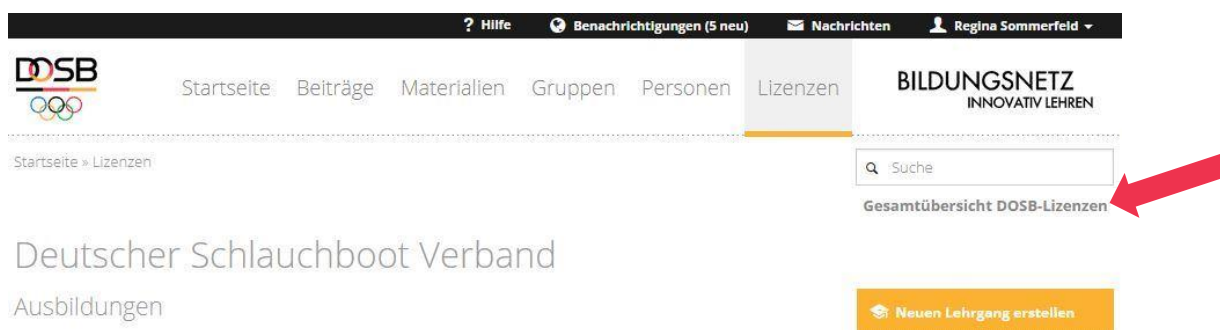 ? Hilfe Benachrichtigungen (5 neu) Nachrichten Regina Sommerfeld
DOSB Startseite Beiträge Materialien Gruppen Personen Lizenzen BILDUNGSNETZ
INNOVATIV LEHREN
Startseite » Lizenzen
Suche
Gesamtübersicht DOSB-Lizenzen
Deutscher Schlauchboot Verband
Ausbildungen
Neuen Lehrgang erstellen